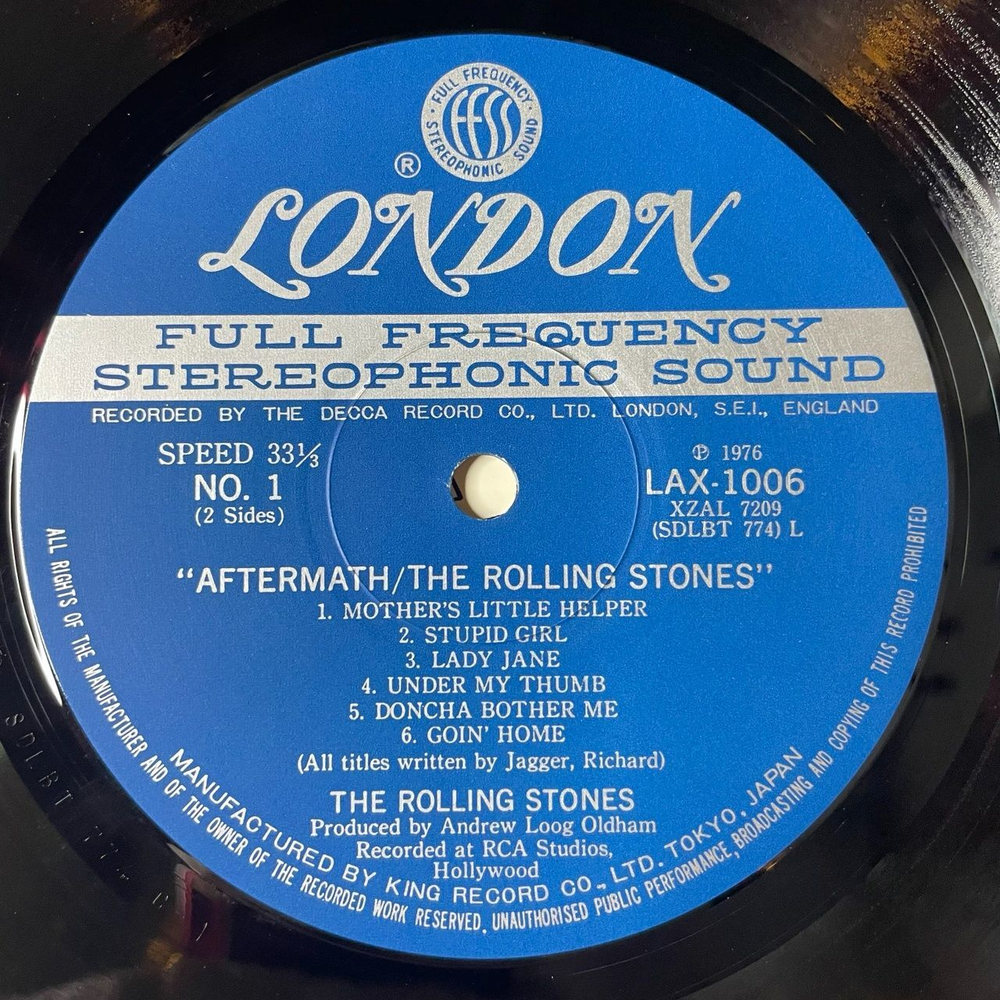 FULL FREQUENCY
ffss
STEREOPHONIC SOUND
®
LONDON
FULL FREQUENCY
STEREOPHONIC SOUND
RECORDED BY THE DECCA RECORD CO., LTD. LONDON, S.E.I., ENGLAND
SPEED 33⅓
NO. 1
(2 Sides)
℗ 1976
LAX-1006
XZAL 7209
(SDLBT 774) L
“AFTERMATH/THE ROLLING STONES”
1. MOTHER'S LITTLE HELPER
2. STUPID GIRL
3. LADY JANE
4. UNDER MY THUMB
5. DONCHA BOTHER ME
6. GOIN' HOME
(All titles written by Jagger, Richard)
THE ROLLING STONES
Produced by Andrew Loog Oldham
Recorded at RCA Studios,
Hollywood
MANUFACTURED BY KING RECORD CO., LTD. TOKYO, JAPAN
ALL RIGHTS OF THE MANUFACTURER AND OF THE OWNER OF THE RECORDED WORK RESERVED, UNAUTHORISED PUBLIC PERFORMANCE, BROADCASTING AND COPYING OF THIS RECORD PROHIBITED
SDLBT